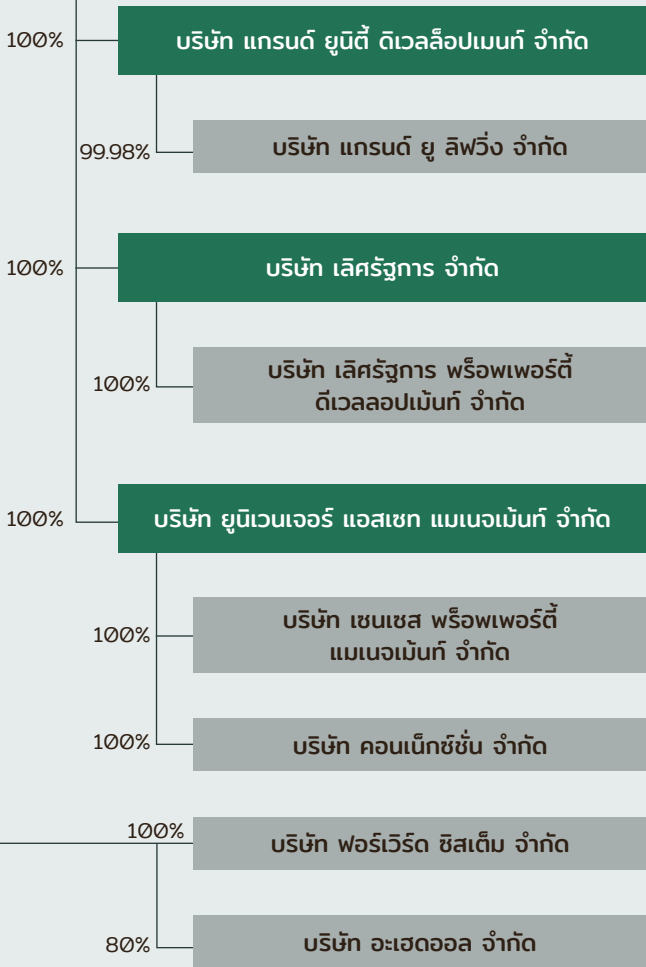 100% บริษัท แกรนด์ ยูนิตี้ ดิเวลล็อปเมนท์ จำกัด
99.98% บริษัท แกรนด์ ยู ลิฟวิ่ง จำกัด
100% บริษัท เลิศรัฐการ จำกัด
บริษัท เลิศรัฐการ พร็อพเพอร์ตี้
100% ดีเวลลอปเม้นท์ จำกัด
100% บริษัท ยูนิเวนเจอร์ แอสเซท แมเนจเม้นท์ จำกัด
บริษัท เซนเซส พร็อพเพอร์ตี้
100% แมเนจเม้นท์ จำกัด
100% บริษัท คอนเน็กซ์ชั่น จำกัด
100% บริษัท ฟอร์เวิร์ด ซิสเต็ม จำกัด
80% บริษัท อะเฮดออล จำกัด